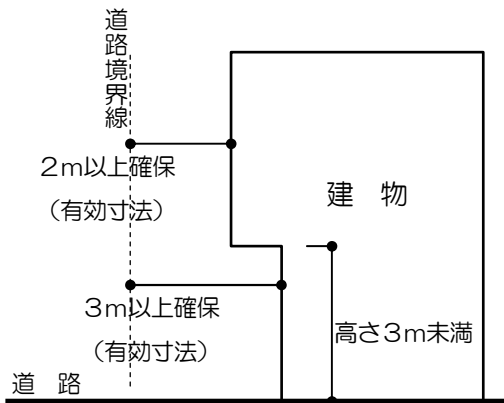 道路境界線
2m以上確保
（有効寸法）
建　物
3m以上確保
（有効寸法）
高さ3m未満
道　路